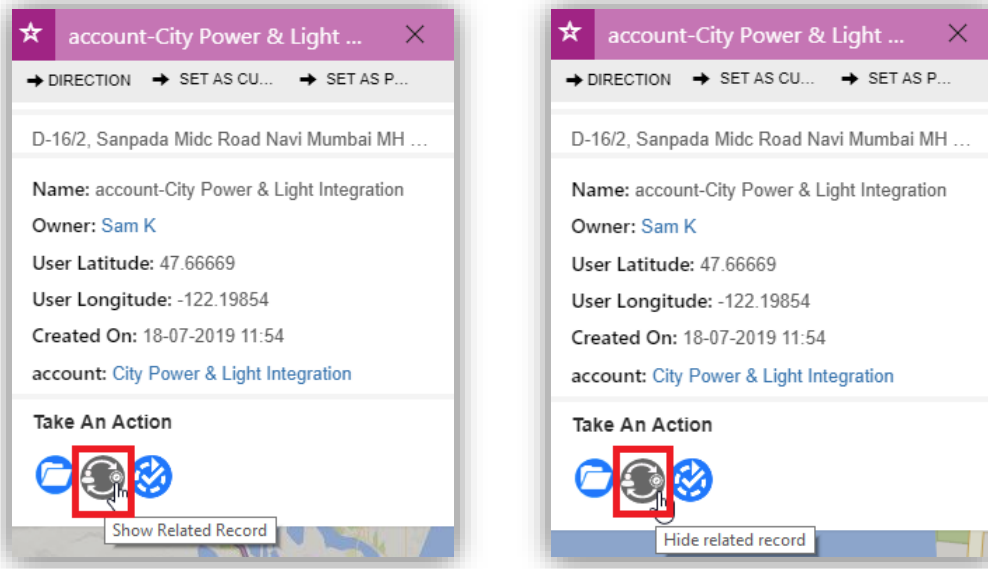 account-City Power & Light ...
DIRECTION SET AS CU... SET AS P...
D-16/2, Sanpada Midc Road Navi Mumbai MH ...
Name: account-City Power & Light Integration
Owner: Sam K
User Latitude: 47.66669
User Longitude: -122.19854
Created On: 18-07-2019 11:54
account: City Power & Light Integration
Take An Action
Show Related Record
account-City Power & Light ...
DIRECTION SET AS CU... SET AS P...
D-16/2, Sanpada Midc Road Navi Mumbai MH ...
Name: account-City Power & Light Integration
Owner: Sam K
User Latitude: 47.66669
User Longitude: -122.19854
Created On: 18-07-2019 11:54
account: City Power & Light Integration
Take An Action
Hide related record